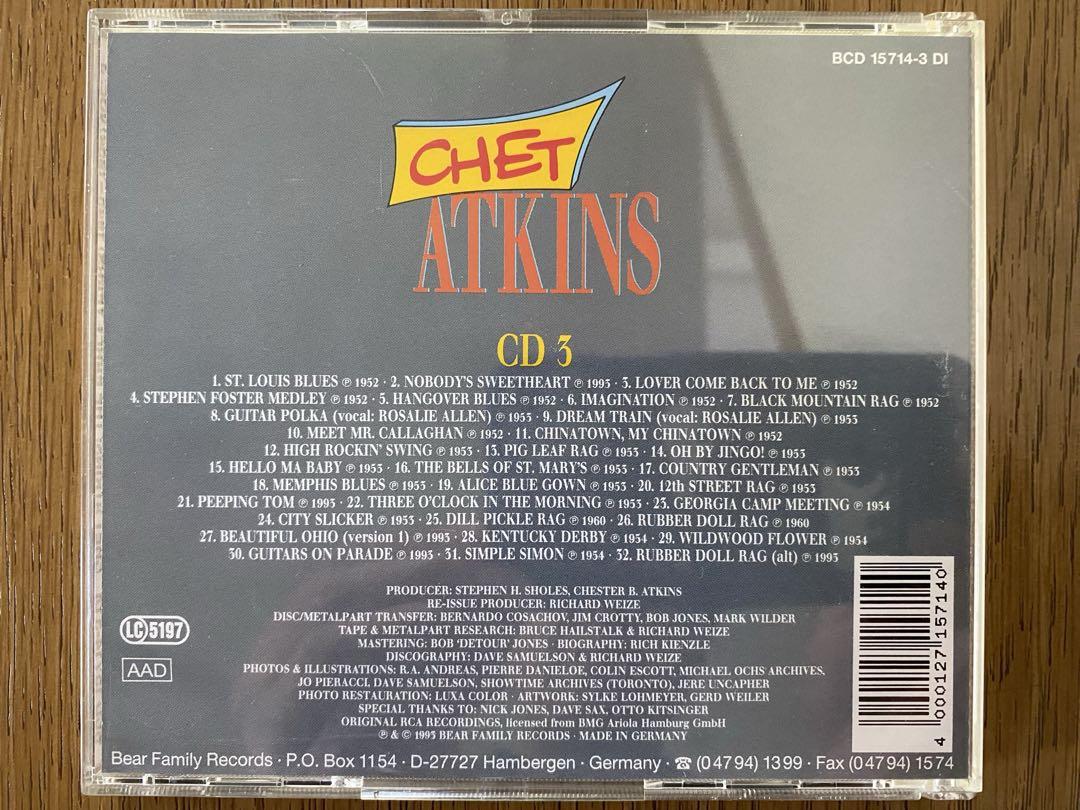 BCD 15714-3 DI
CHET
ATKINS
CD 3
1. ST. LOUIS BLUES ℗ 1952 · 2. NOBODY'S SWEETHEART ℗ 1993 · 3. LOVER COME BACK TO ME ℗ 1952
4. STEPHEN FOSTER MEDLEY ℗ 1952 · 5. HANGOVER BLUES ℗ 1952 · 6. IMAGINATION ℗ 1952 · 7. BLACK MOUNTAIN RAG ℗ 1952
8. GUITAR POLKA (vocal: ROSALIE ALLEN) ℗ 1953 · 9. DREAM TRAIN (vocal: ROSALIE ALLEN) ℗ 1953
10. MEET MR. CALLAGHAN ℗ 1952 · 11. CHINATOWN, MY CHINATOWN ℗ 1952
12. HIGH ROCKIN' SWING ℗ 1953 · 13. PIG LEAF RAG ℗ 1953 · 14. OH BY JINGO! ℗ 1953
15. HELLO MA BABY ℗ 1953 · 16. THE BELLS OF ST. MARY'S ℗ 1953 · 17. COUNTRY GENTLEMAN ℗ 1953
18. MEMPHIS BLUES ℗ 1953 · 19. ALICE BLUE GOWN ℗ 1953 · 20. 12th STREET RAG ℗ 1953
21. PEEPING TOM ℗ 1993 · 22. THREE O'CLOCK IN THE MORNING ℗ 1953 · 23. GEORGIA CAMP MEETING ℗ 1954
24. CITY SLICKER ℗ 1953 · 25. DILL PICKLE RAG ℗ 1960 · 26. RUBBER DOLL RAG ℗ 1960
27. BEAUTIFUL OHIO (version 1) ℗ 1993 · 28. KENTUCKY DERBY ℗ 1954 · 29. WILDWOOD FLOWER ℗ 1954
30. GUITARS ON PARADE ℗ 1993 · 31. SIMPLE SIMON ℗ 1954 · 32. RUBBER DOLL RAG (alt) ℗ 1993
PRODUCER: STEPHEN H. SHOLES, CHESTER B. ATKINS
RE-ISSUE PRODUCER: RICHARD WEIZE
DISC/METALPART TRANSFER: BERNARDO COSACHOV, JIM CROTTY, BOB JONES, MARK WILDER
TAPE & METALPART RESEARCH: BRUCE HAILSTALK & RICHARD WEIZE
MASTERING: BOB 'DETOUR' JONES · BIOGRAPHY: RICH KIENZLE
DISCOGRAPHY: DAVE SAMUELSON & RICHARD WEIZE
PHOTOS & ILLUSTRATIONS: R.A. ANDREAS, PIERRE DANIELOE, COLIN ESCOTT, MICHAEL OCHS ARCHIVES,
JO PIERACCI, DAVE SAMUELSON, SHOWTIME ARCHIVES (TORONTO), JERE UNCAPHER
PHOTO RESTAURATION: LUXA COLOR · ARTWORK: SYLKE LOHMEYER, GERD WEILER
SPECIAL THANKS TO: NICK JONES, DAVE SAX, OTTO KITSINGER
ORIGINAL RCA RECORDINGS, licensed from BMG Ariola Hamburg GmbH
℗ & © 1993 BEAR FAMILY RECORDS · MADE IN GERMANY
LC 5197
AAD
4 000127 157140
Bear Family Records · P.O. Box 1154 · D-27727 Hambergen · Germany · ☎ (04794) 1399 · Fax (04794) 1574